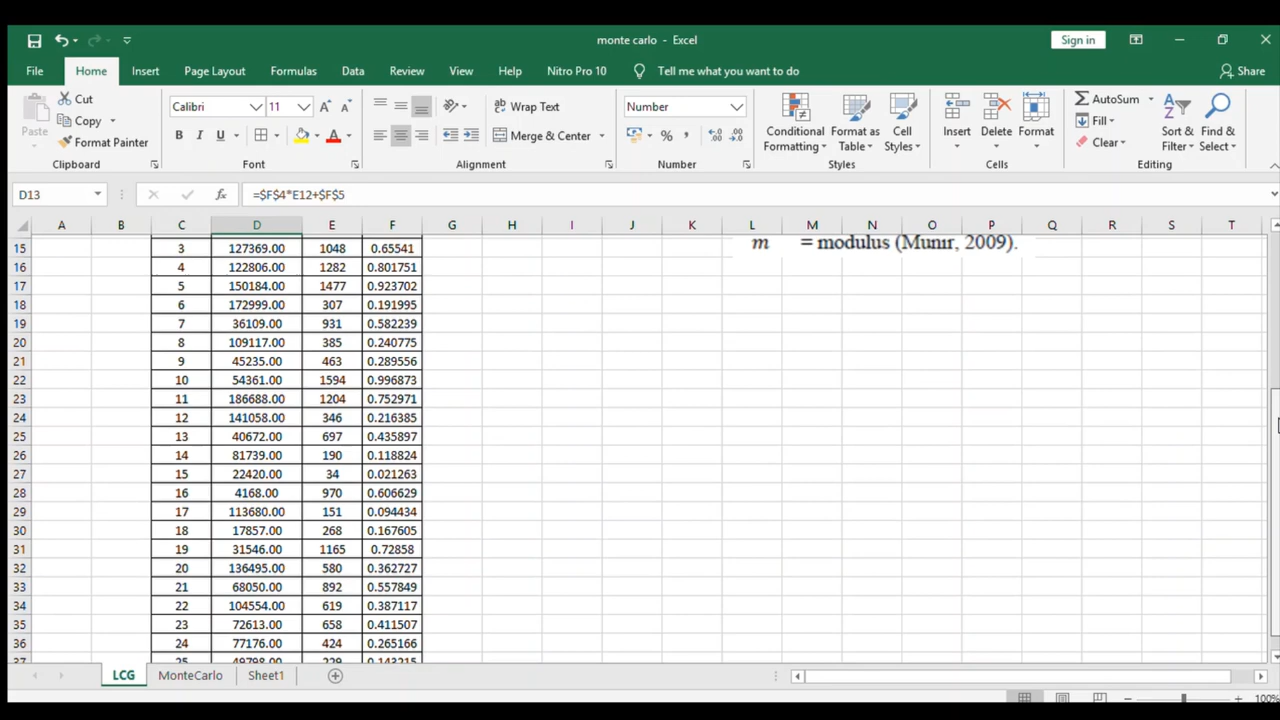 monte carlo - Excel
Sign in
File Home Insert Page Layout Formulas Data Review View Help Nitro Pro 10 Tell me what you want to do Share
Paste Cut Copy Format Painter Clipboard
Calibri 11 B I U A Font
Wrap Text Merge & Center Alignment
Number % , Number
Conditional Formatting Format as Table Cell Styles Styles
Insert Delete Format Cells
AutoSum Fill Clear Sort & Filter Find & Select Editing
D13 fx =$F$4*E12+$F$5
A B C D E F G H I J K L M N O P Q R S T
15 3 127369.00 1048 0.65541 m = modulus (Munir, 2009).
16 4 122806.00 1282 0.801751
17 5 150184.00 1477 0.923702
18 6 172999.00 307 0.191995
19 7 36109.00 931 0.582239
20 8 109117.00 385 0.240775
21 9 45235.00 463 0.289556
22 10 54361.00 1594 0.996873
23 11 186688.00 1204 0.752971
24 12 141058.00 346 0.216385
25 13 40672.00 697 0.435897
26 14 81739.00 190 0.118824
27 15 22420.00 34 0.021263
28 16 4168.00 970 0.606629
29 17 113680.00 151 0.094434
30 18 17857.00 268 0.167605
31 19 31546.00 1165 0.72858
32 20 136495.00 580 0.362727
33 21 68050.00 892 0.557849
34 22 104554.00 619 0.387117
35 23 72613.00 658 0.411507
36 24 77176.00 424 0.265166
37 25 49798.00 229 0.143215
LCG MonteCarlo Sheet1
100%